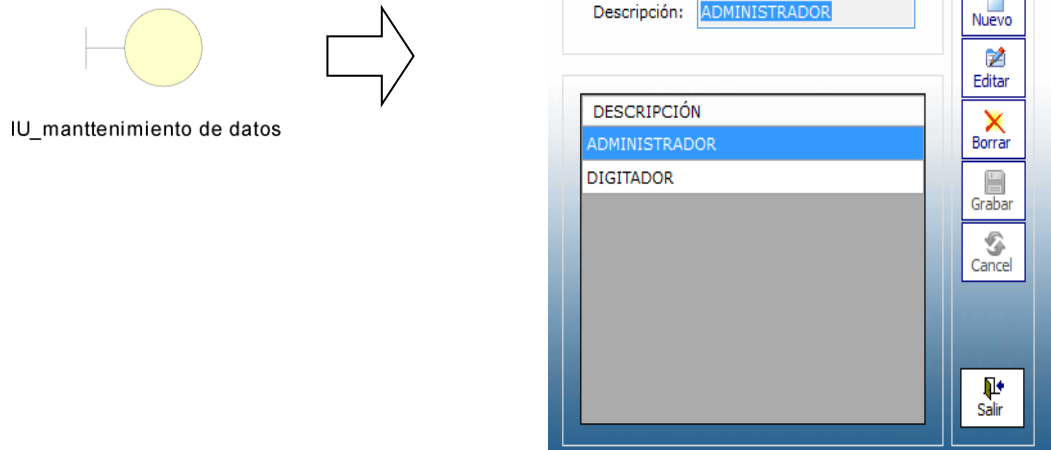 Descripción: ADMINISTRADOR
Nuevo
Editar
IU_manttenimiento de datos
DESCRIPCIÓN
ADMINISTRADOR
Borrar
DIGITADOR
Grabar
Cancel
Salir